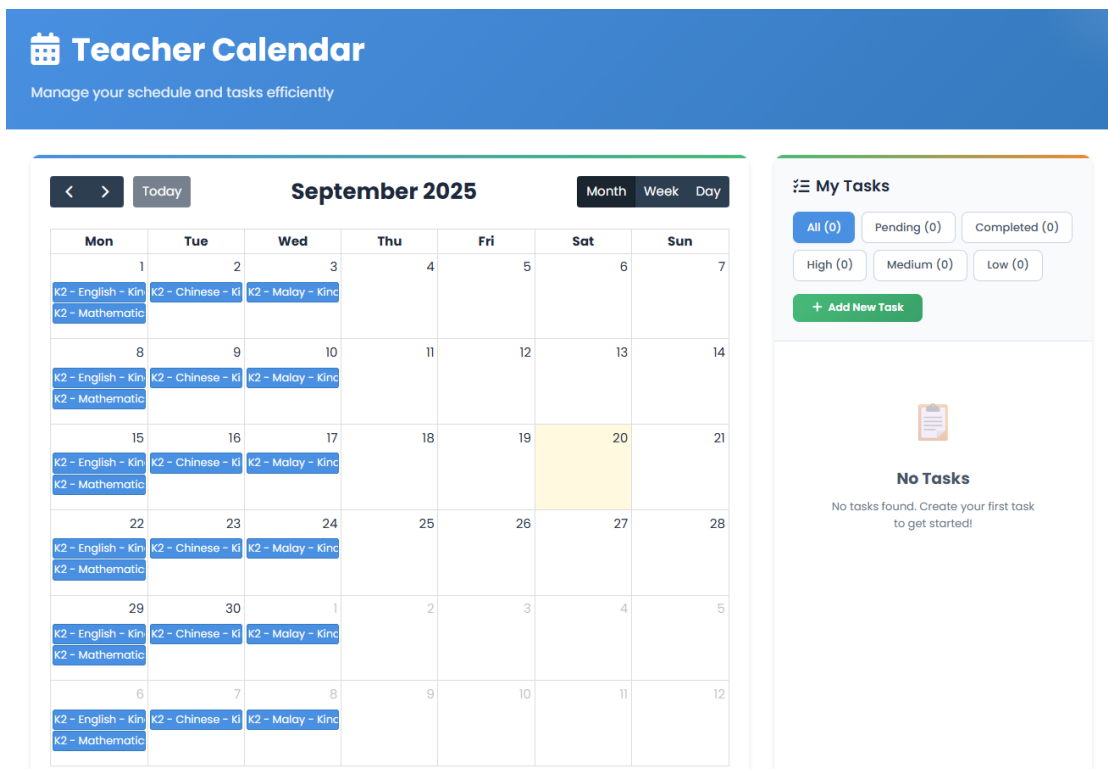 Teacher Calendar
Manage your schedule and tasks efficiently
Today
September 2025
Month Week Day
Mon Tue Wed Thu Fri Sat Sun
1 2 3 4 5 6 7
K2 - English - Kin K2 - Chinese - Ki K2 - Malay - Kinc
K2 - Mathematic
8 9 10 11 12 13 14
K2 - English - Kin K2 - Chinese - Ki K2 - Malay - Kinc
K2 - Mathematic
15 16 17 18 19 20 21
K2 - English - Kin K2 - Chinese - Ki K2 - Malay - Kinc
K2 - Mathematic
22 23 24 25 26 27 28
K2 - English - Kin K2 - Chinese - Ki K2 - Malay - Kinc
K2 - Mathematic
29 30 1 2 3 4 5
K2 - English - Kin K2 - Chinese - Ki K2 - Malay - Kinc
K2 - Mathematic
6 7 8 9 10 11 12
K2 - English - Kin K2 - Chinese - Ki K2 - Malay - Kinc
K2 - Mathematic
My Tasks
All (0) Pending (0) Completed (0)
High (0) Medium (0) Low (0)
+ Add New Task
No Tasks
No tasks found. Create your first task
to get started!